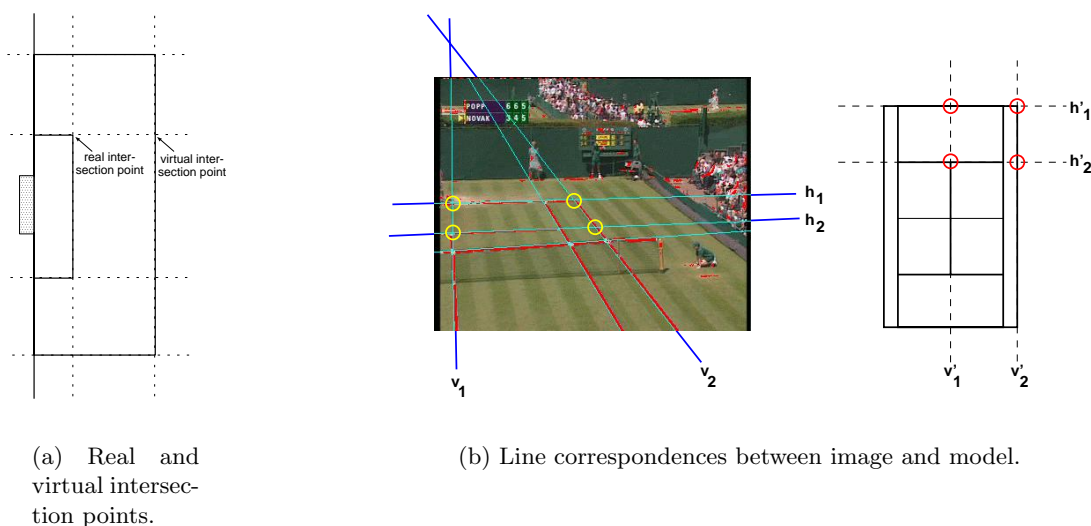 real inter-
section point
virtual inter-
section point
(a) Real and
virtual intersec-
tion points.
POPP 6 6 5
NOVAK 3 4 5
h1
h2
v1
v2
h'1
h'2
v'1
v'2
(b) Line correspondences between image and model.